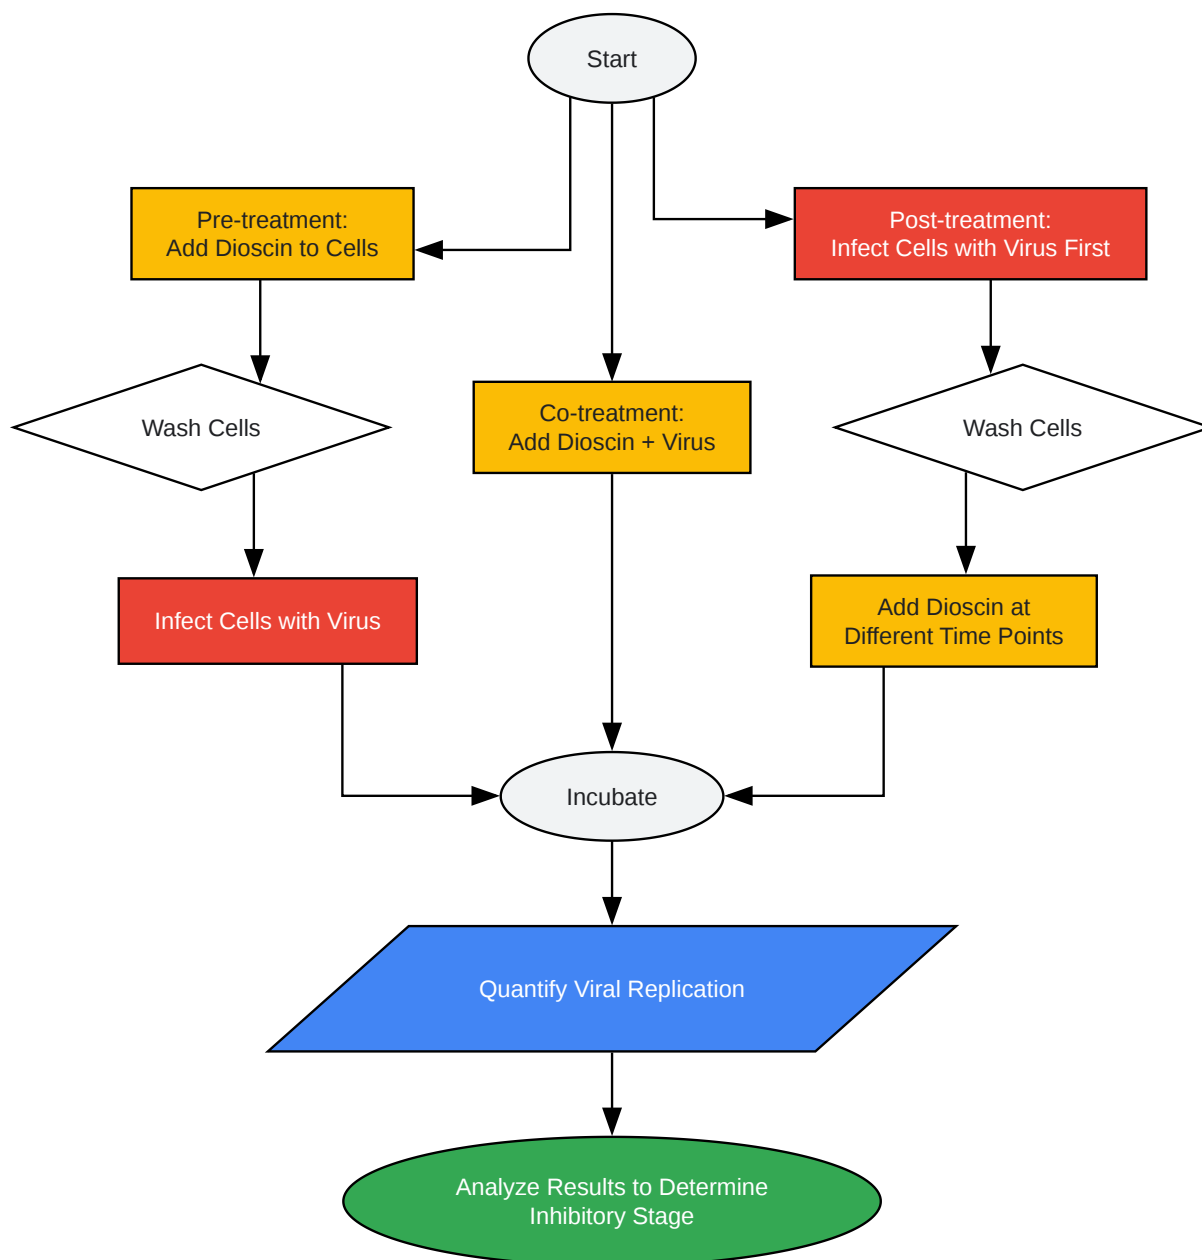 Start
Pre-treatment:
Add Dioscin to Cells
Post-treatment:
Infect Cells with Virus First
Wash Cells
Co-treatment:
Add Dioscin + Virus
Wash Cells
Infect Cells with Virus
Add Dioscin at
Different Time Points
Incubate
Quantify Viral Replication
Analyze Results to Determine
Inhibitory Stage